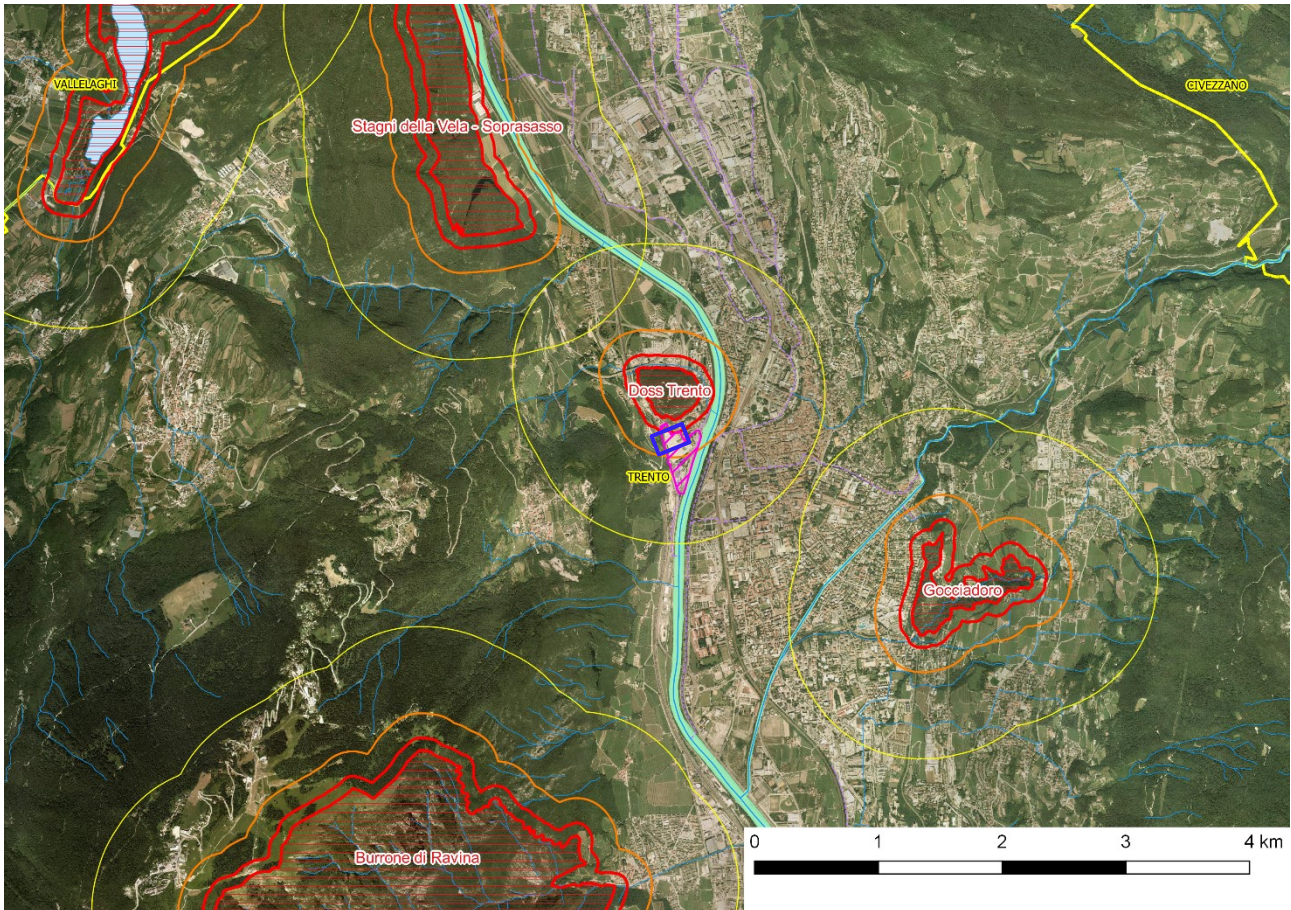 VALLELAGHI
CIVEZZANO
Stagni della Vela - Soprasasso
Doss Trento
TRENTO
Gocciadoro
Burrone di Ravina
0 1 2 3 4 km